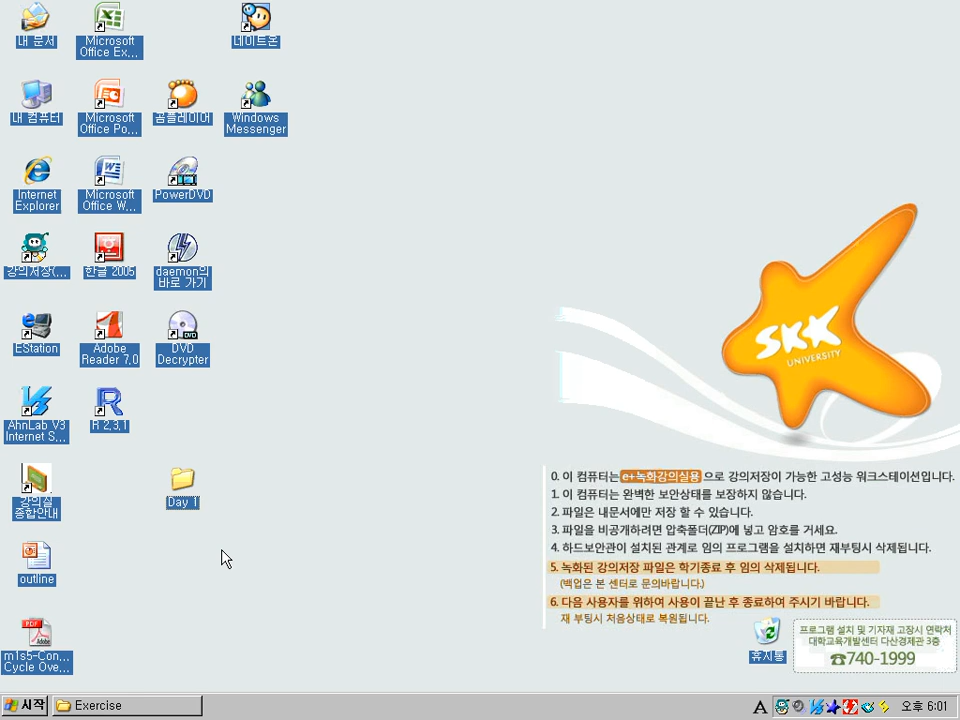 내 문서
Microsoft
Office Ex...
네이트온
내 컴퓨터
Microsoft
Office Po...
곰플레이어
Windows
Messenger
Internet
Explorer
Microsoft
Office W...
PowerDVD
강의저장(...
한글 2005
daemon의
바로 가기
EStation
Adobe
Reader 7.0
DVD
Decrypter
AhnLab V3
Internet S...
R 2.3.1
강의실
종합안내
Day 1
outline
PDF
m1s5-Con...
Cycle Ove...
SKK
UNIVERSITY
0. 이 컴퓨터는 e+녹화강의실용 으로 강의저장이 가능한 고성능 워크스테이션입니다.
1. 이 컴퓨터는 완벽한 보안상태를 보장하지 않습니다.
2. 파일은 내문서에만 저장 할 수 있습니다.
3. 파일을 비공개하려면 압축폴더(ZIP)에 넣고 암호를 거세요.
4. 하드보안관이 설치된 관계로 임의 프로그램을 설치하면 재부팅시 삭제됩니다.
5. 녹화된 강의저장 파일은 학기종료 후 임의 삭제됩니다.
(백업은 본 센터로 문의바랍니다.)
6. 다음 사용자를 위하여 사용이 끝난 후 종료하여 주시기 바랍니다.
재 부팅시 처음상태로 복원됩니다.
휴지통
프로그램 설치 및 기자재 고장시 연락처
대학교육개발센터 다산경제관 3층
☎740-1999
시작
Exercise
A
오후 6:01